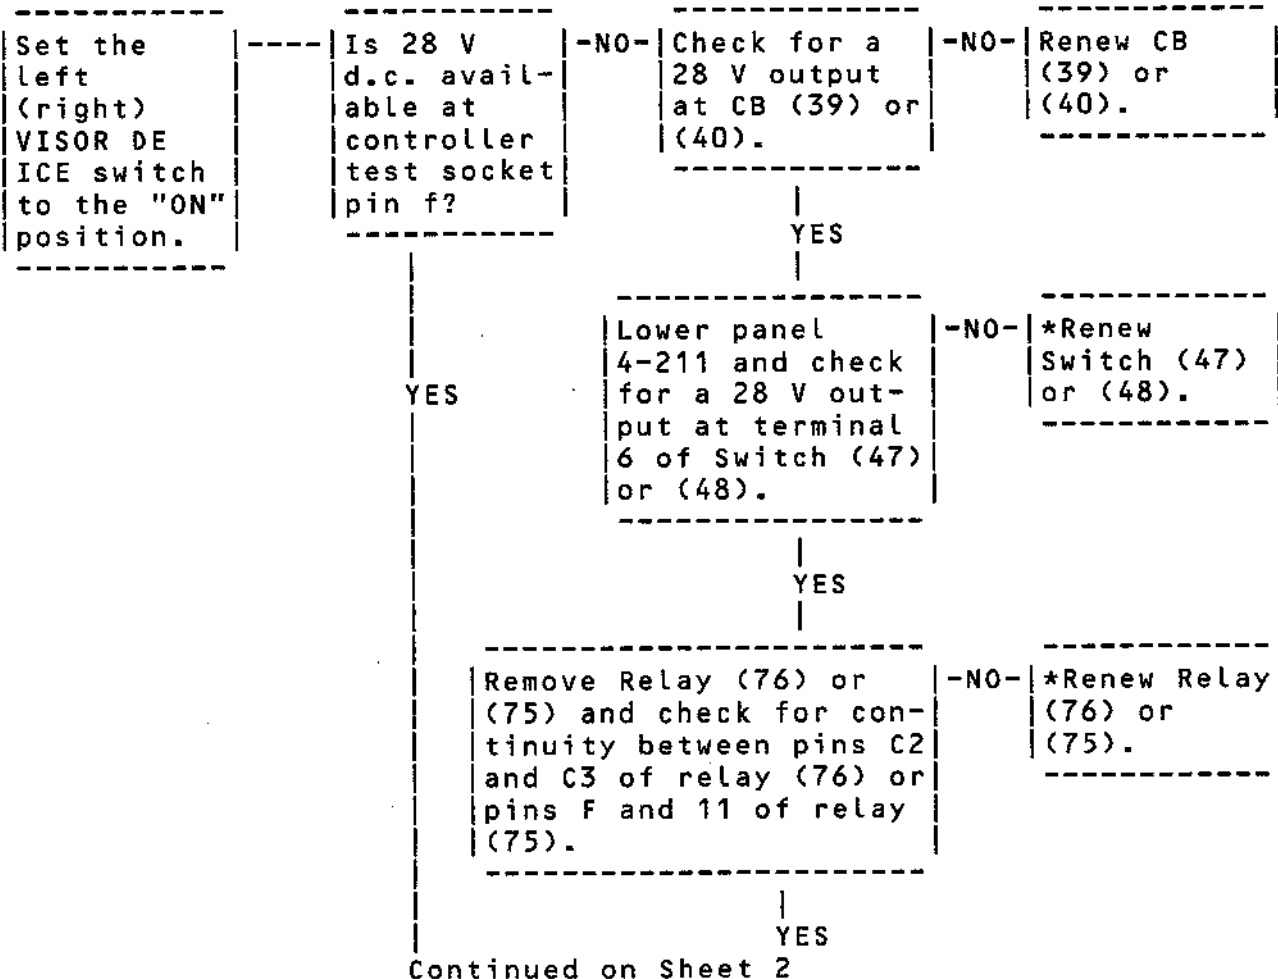 Set the
left
(right)
VISOR DE
ICE switch
to the "ON"
position.
Is 28 V
d.c. avail-
able at
controller
test socket
pin f?
-NO-
Check for a
28 V output
at CB (39) or
(40).
-NO-
Renew CB
(39) or
(40).
YES
YES
Lower panel
4-211 and check
for a 28 V out-
put at terminal
6 of Switch (47)
or (48).
-NO-
*Renew
Switch (47)
or (48).
YES
Remove Relay (76) or
(75) and check for con-
tinuity between pins C2
and C3 of relay (76) or
pins F and 11 of relay
(75).
-NO-
*Renew Relay
(76) or
(75).
YES
Continued on Sheet 2